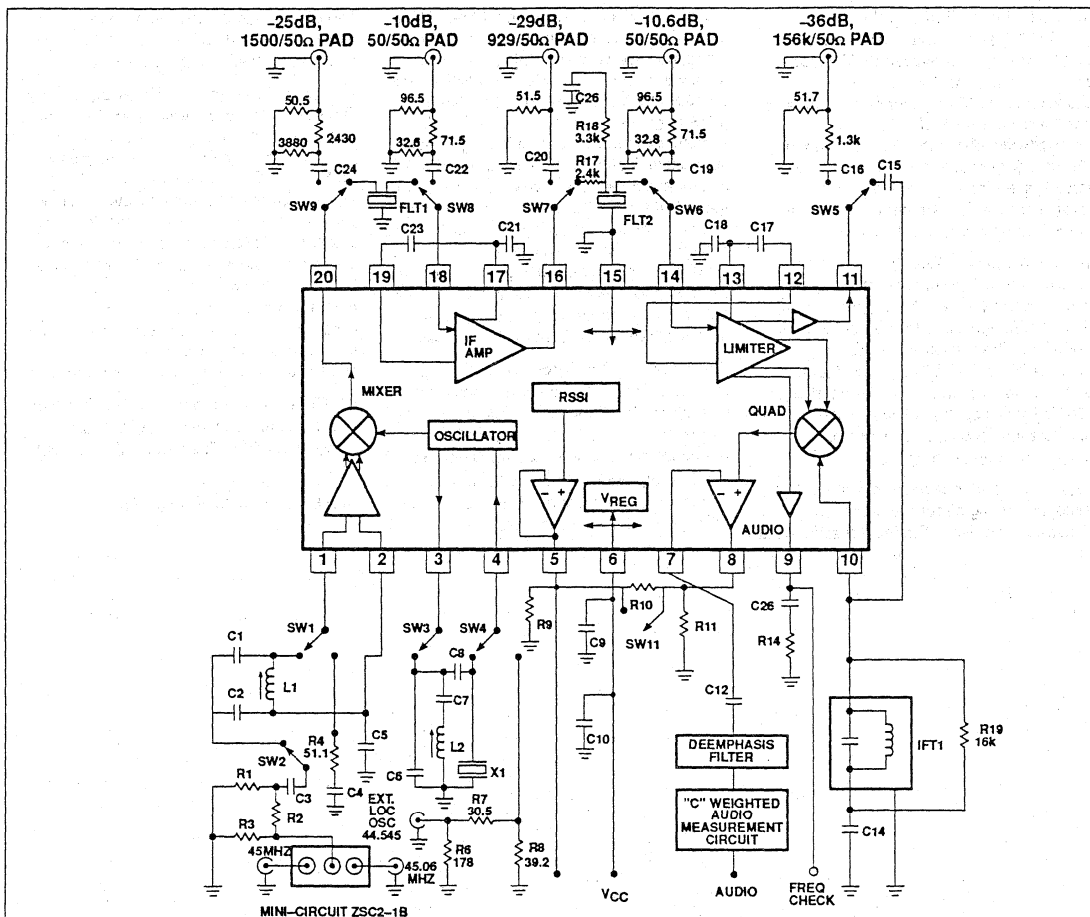 -25dB, 1500/50Ω PAD
-10dB, 50/50Ω PAD
-29dB, 929/50Ω PAD
-10.6dB, 50/50Ω PAD
-36dB, 156k/50Ω PAD
50.5
2430
3880
C24
96.5
71.5
32.6
C22
51.5
C20
C26
R18
3.3k
R17
2.4k
96.5
71.5
32.8
C19
51.7
1.3k
C16
C15
SW9
FLT1
SW8
SW7
FLT2
SW6
SW5
C23
C21
C18
C17
20
19
18
17
16
15
14
13
12
11
IF AMP
LIMITER
MIXER
OSCILLATOR
RSSI
QUAD
VREG
AUDIO
1
2
3
4
5
6
7
8
9
10
SW1
SW3
SW4
R9
R10
SW11
R11
C26
R14
C1
L1
C2
C5
SW2
R4
51.1
C4
C3
R1
R2
R3
C8
C7
L2
C6
X1
C9
C10
C12
EXT. LOC OSC 44.545
R7
30.5
R6
178
R8
39.2
DEEMPHASIS FILTER
"C" WEIGHTED AUDIO MEASUREMENT CIRCUIT
IFT1
R19
16k
C14
45MHZ
45.06 MHZ
MINI-CIRCUIT ZSC2-1B
VCC
AUDIO
FREQ CHECK